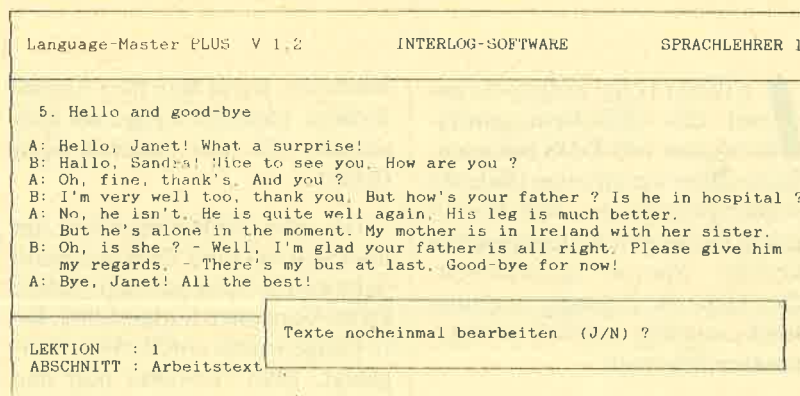 Language-Master PLUS V 1.2 INTERLOG-SOFTWARE SPRACHLEHRER 1
5. Hello and good-bye
A: Hello, Janet! What a surprise!
B: Hallo, Sandra! Nice to see you. How are you ?
A: Oh, fine, thank's. And you ?
B: I'm very well too, thank you. But how's your father ? Is he in hospital ?
A: No, he isn't. He is quite well again. His leg is much better.
But he's alone in the moment. My mother is in Ireland with her sister.
B: Oh, is she ? - Well, I'm glad your father is all right. Please give him
my regards. - There's my bus at last. Good-bye for now!
A: Bye, Janet! All the best!
Texte nocheinmal bearbeiten (J/N) ?
LEKTION : 1
ABSCHNITT : Arbeitstext